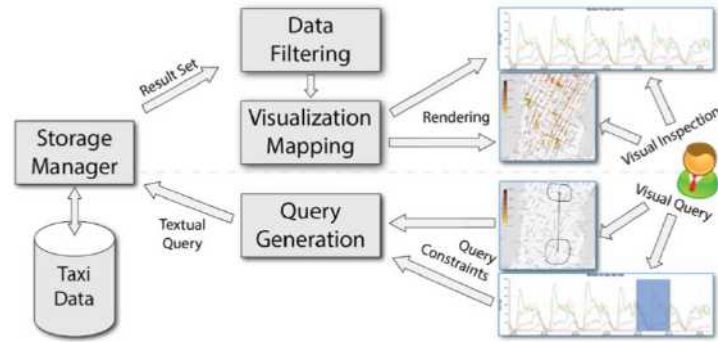 Data
Filtering
Result Set
Visualization
Mapping
Rendering
Visual Inspection
Storage
Manager
Visual Query
Textual
Query
Query
Generation
Query
Constraints
Taxi
Data